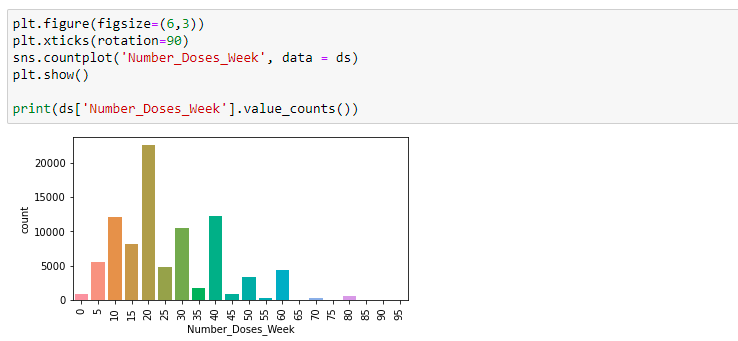 plt.figure(figsize=(6,3))
plt.xticks(rotation=90)
sns.countplot('Number_Doses_Week', data = ds)
plt.show()
print(ds['Number_Doses_Week'].value_counts())
20000
15000
10000
5000
0
count
0 5 10 15 20 25 30 35 40 45 50 55 60 65 70 75 80 85 90 95
Number_Doses_Week